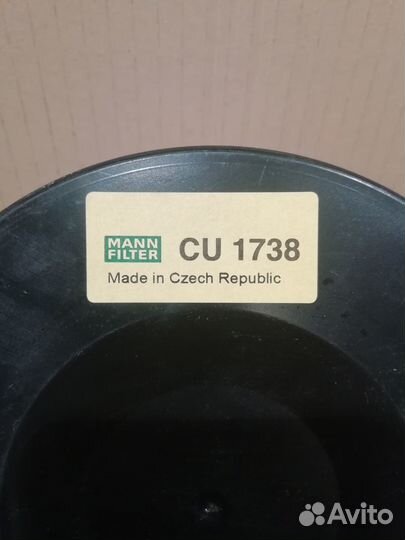 MANN
FILTER
CU 1738
Made in Czech Republic
Avito